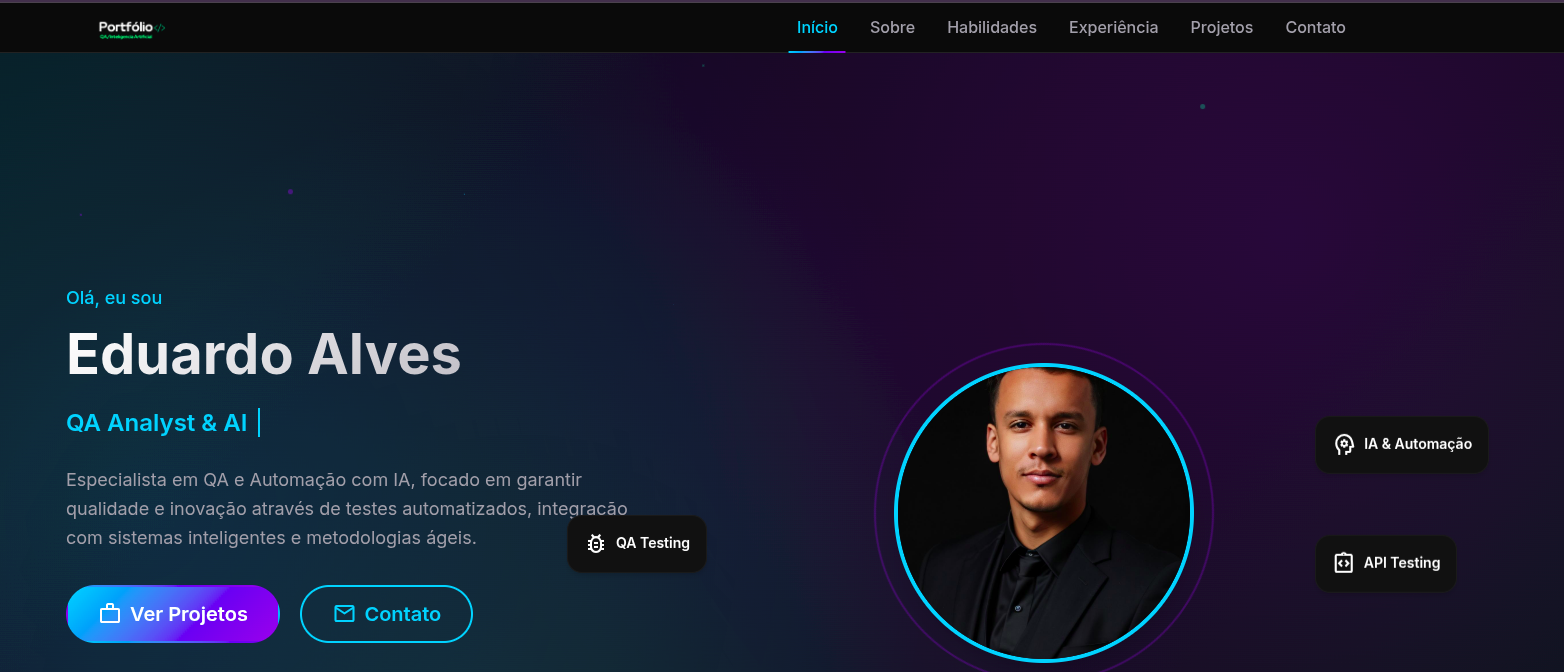 Portfólio</>
QA/Inteligencia Artificial
Início
Sobre
Habilidades
Experiência
Projetos
Contato
Olá, eu sou
Eduardo Alves
QA Analyst & AI
Especialista em QA e Automação com IA, focado em garantir
qualidade e inovação através de testes automatizados, integração
com sistemas inteligentes e metodologias ágeis.
QA Testing
Ver Projetos
Contato
IA & Automação
API Testing